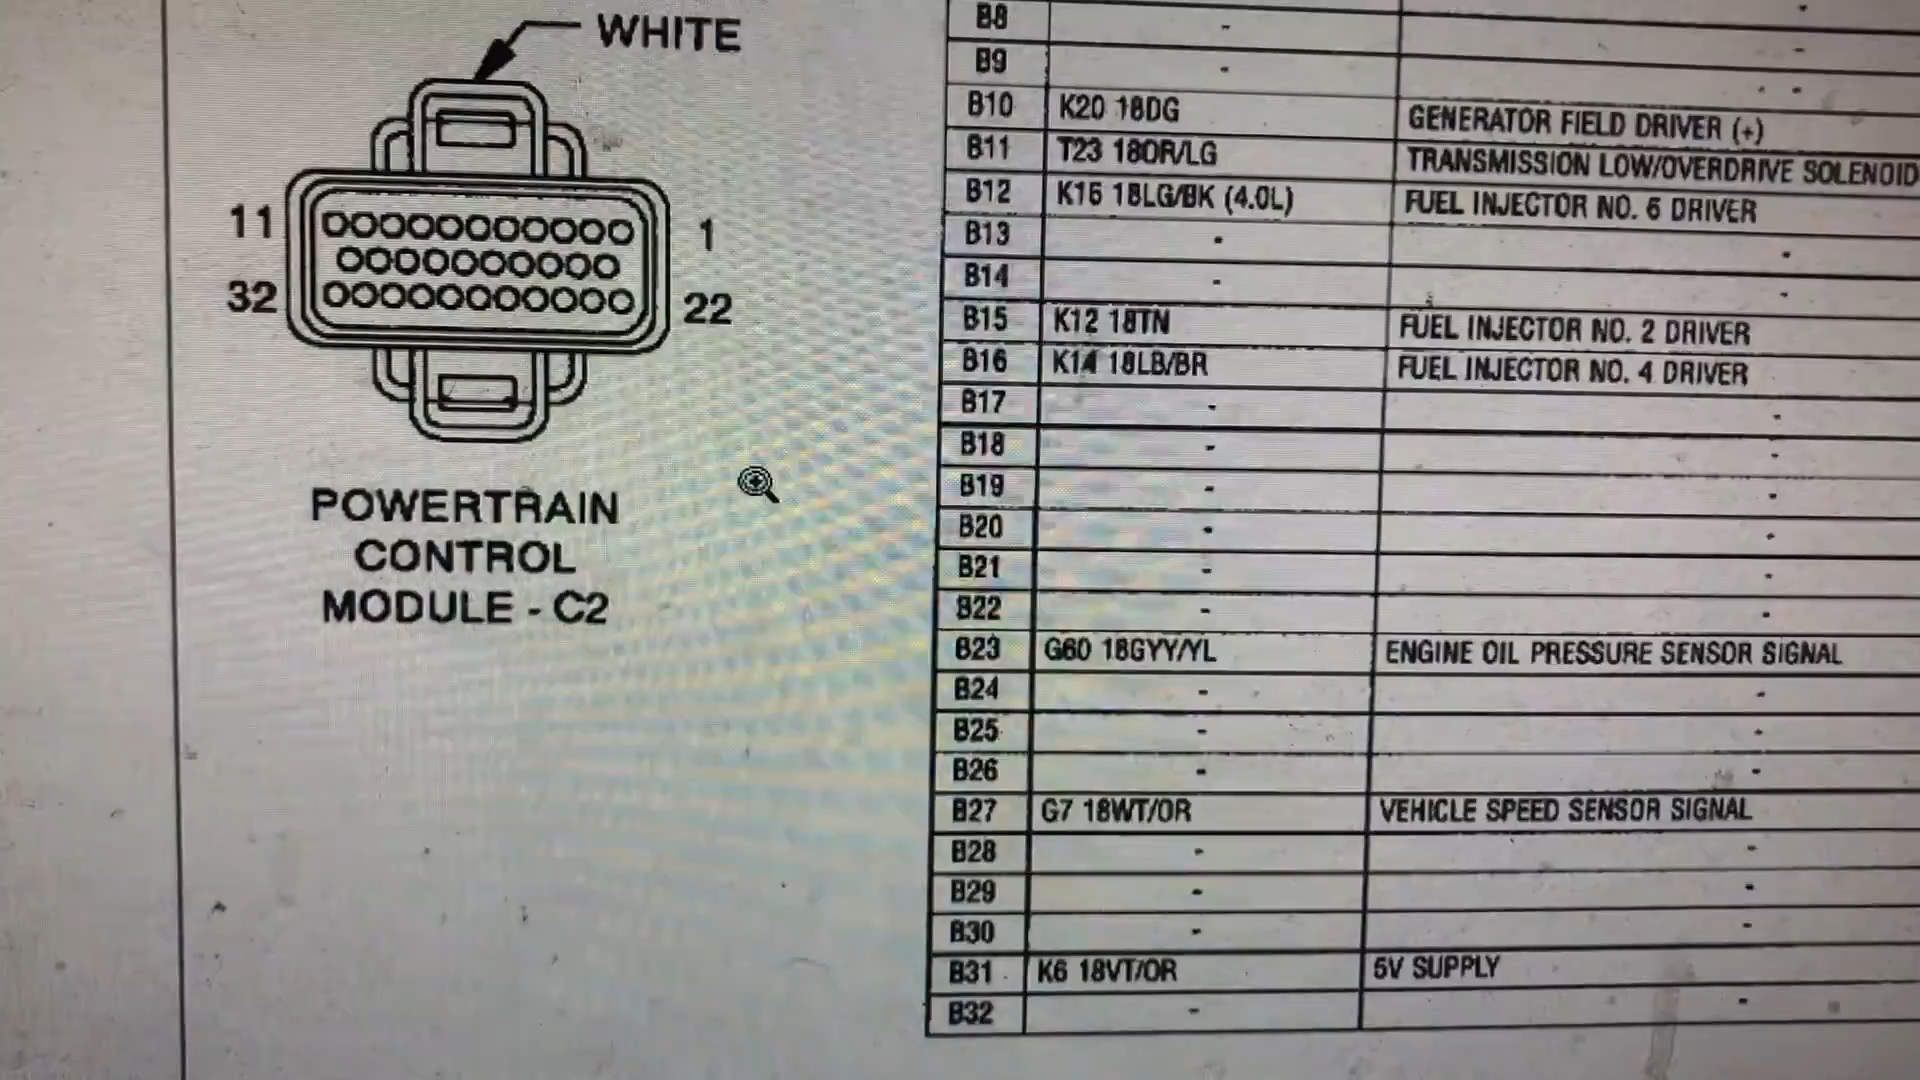 WHITE
11 1
32 22
POWERTRAIN
CONTROL
MODULE - C2
B8 - -
B9 - -
B10 K20 18DG GENERATOR FIELD DRIVER (+)
B11 T23 18OR/LG TRANSMISSION LOW/OVERDRIVE SOLENOID
B12 K16 18LG/BK (4.0L) FUEL INJECTOR NO. 6 DRIVER
B13 - -
B14 - -
B15 K12 18TN FUEL INJECTOR NO. 2 DRIVER
B16 K14 18LB/BR FUEL INJECTOR NO. 4 DRIVER
B17 - -
B18 - -
B19 - -
B20 - -
B21 - -
B22 - -
B23 G60 18GYY/YL ENGINE OIL PRESSURE SENSOR SIGNAL
B24 - -
B25 - -
B26 - -
B27 G7 18WT/OR VEHICLE SPEED SENSOR SIGNAL
B28 - -
B29 - -
B30 - -
B31 K6 18VT/OR 5V SUPPLY
B32 - -